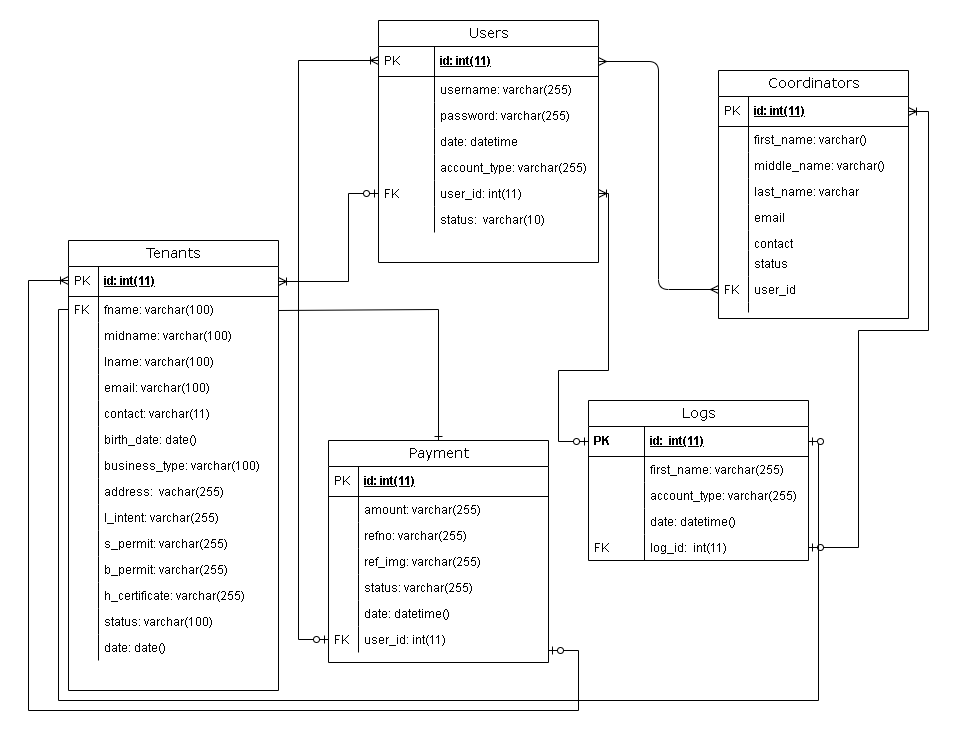 Users
PK id: int(11)
username: varchar(255)
password: varchar(255)
date: datetime
account_type: varchar(255)
FK user_id: int(11)
status: varchar(10)
Coordinators
PK id: int(11)
first_name: varchar()
middle_name: varchar()
last_name: varchar
email
contact
status
FK user_id
Tenants
PK id: int(11)
FK fname: varchar(100)
midname: varchar(100)
lname: varchar(100)
email: varchar(100)
contact: varchar(11)
birth_date: date()
business_type: varchar(100)
address: vachar(255)
l_intent: varchar(255)
s_permit: varchar(255)
b_permit: varchar(255)
h_certificate: varchar(255)
status: varchar(100)
date: date()
Payment
PK id: int(11)
amount: varchar(255)
refno: varchar(255)
ref_img: varchar(255)
status: varchar(255)
date: datetime()
FK user_id: int(11)
Logs
PK id: int(11)
first_name: varchar(255)
account_type: varchar(255)
date: datetime()
FK log_id: int(11)